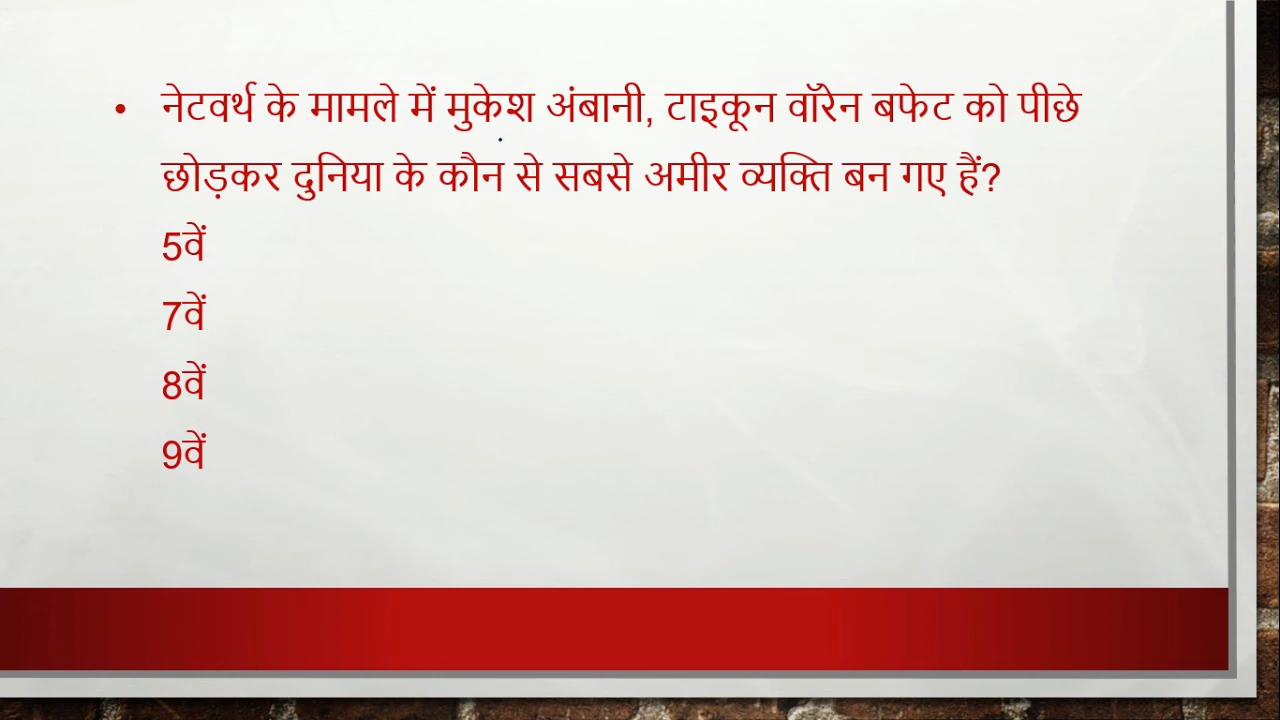 • नेटवर्थ के मामले में मुकेश अंबानी, टाइकून वॉरेन बफेट को पीछे
छोड़कर दुनिया के कौन से सबसे अमीर व्यक्ति बन गए हैं?
5वें
7वें
8वें
9वें